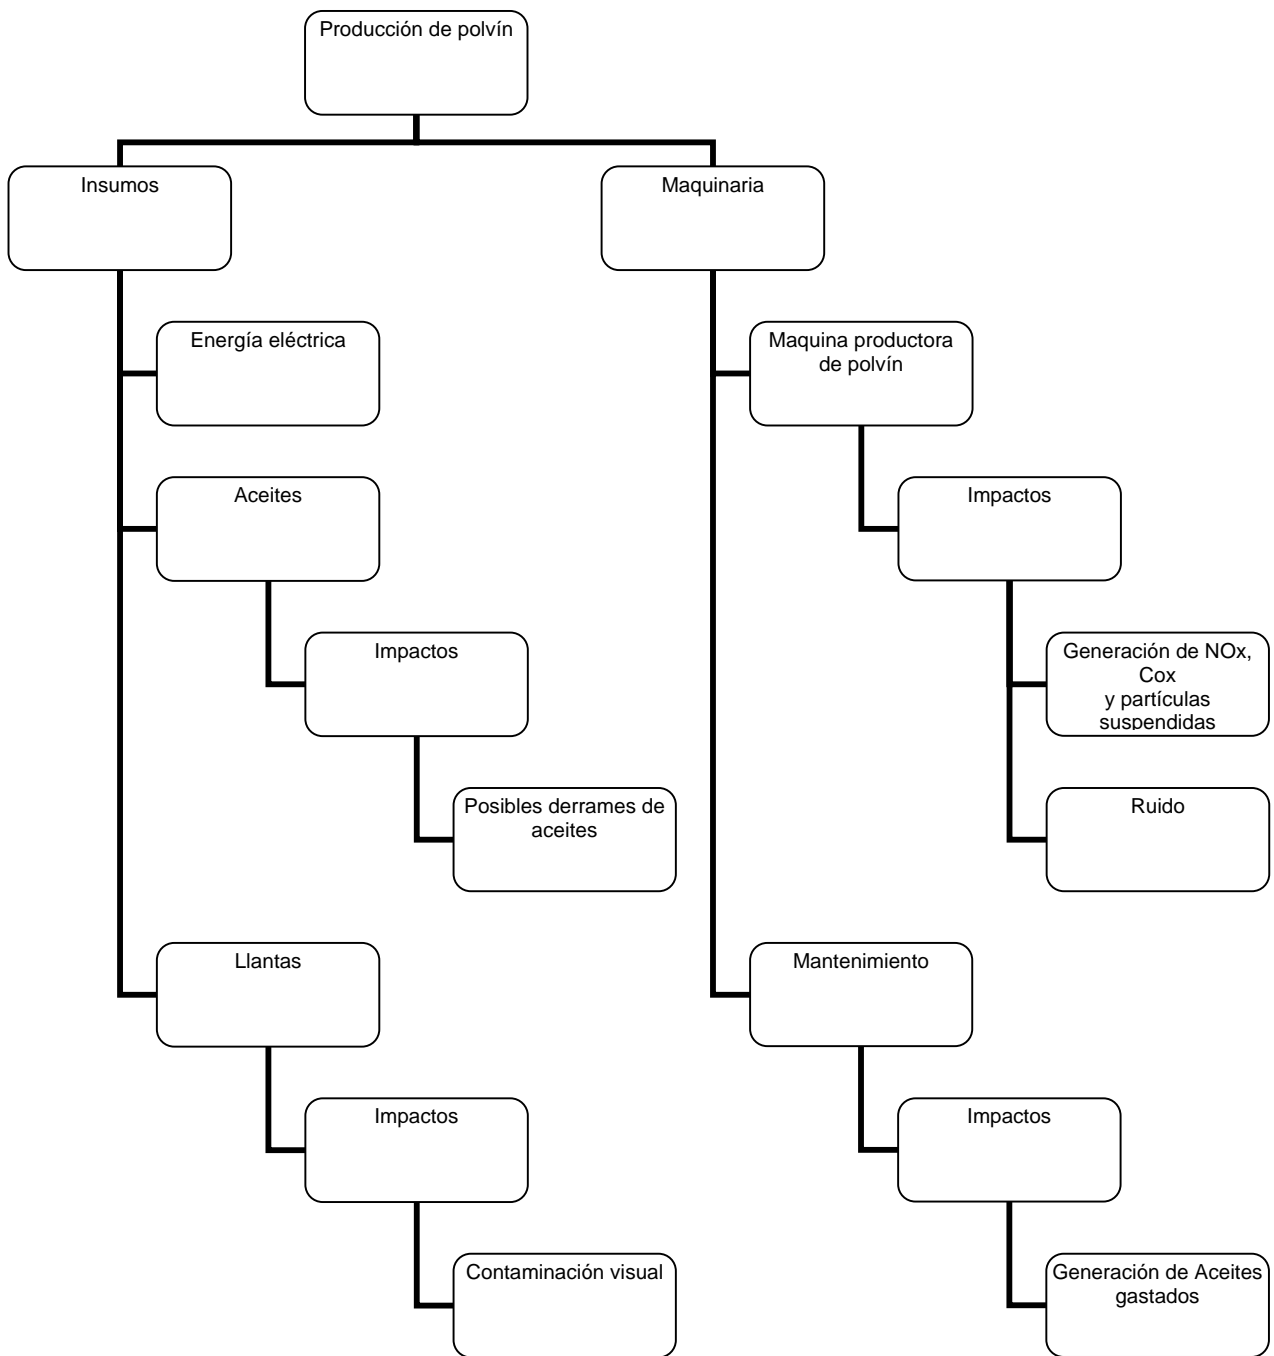 Producción de polvín
Insumos
Maquinaria
Energía eléctrica
Maquina productora
de polvín
Aceites
Impactos
Impactos
Generación de NOx,
Cox
y partículas
suspendidas
Posibles derrames de
aceites
Ruido
Llantas
Mantenimiento
Impactos
Impactos
Contaminación visual
Generación de Aceites
gastados